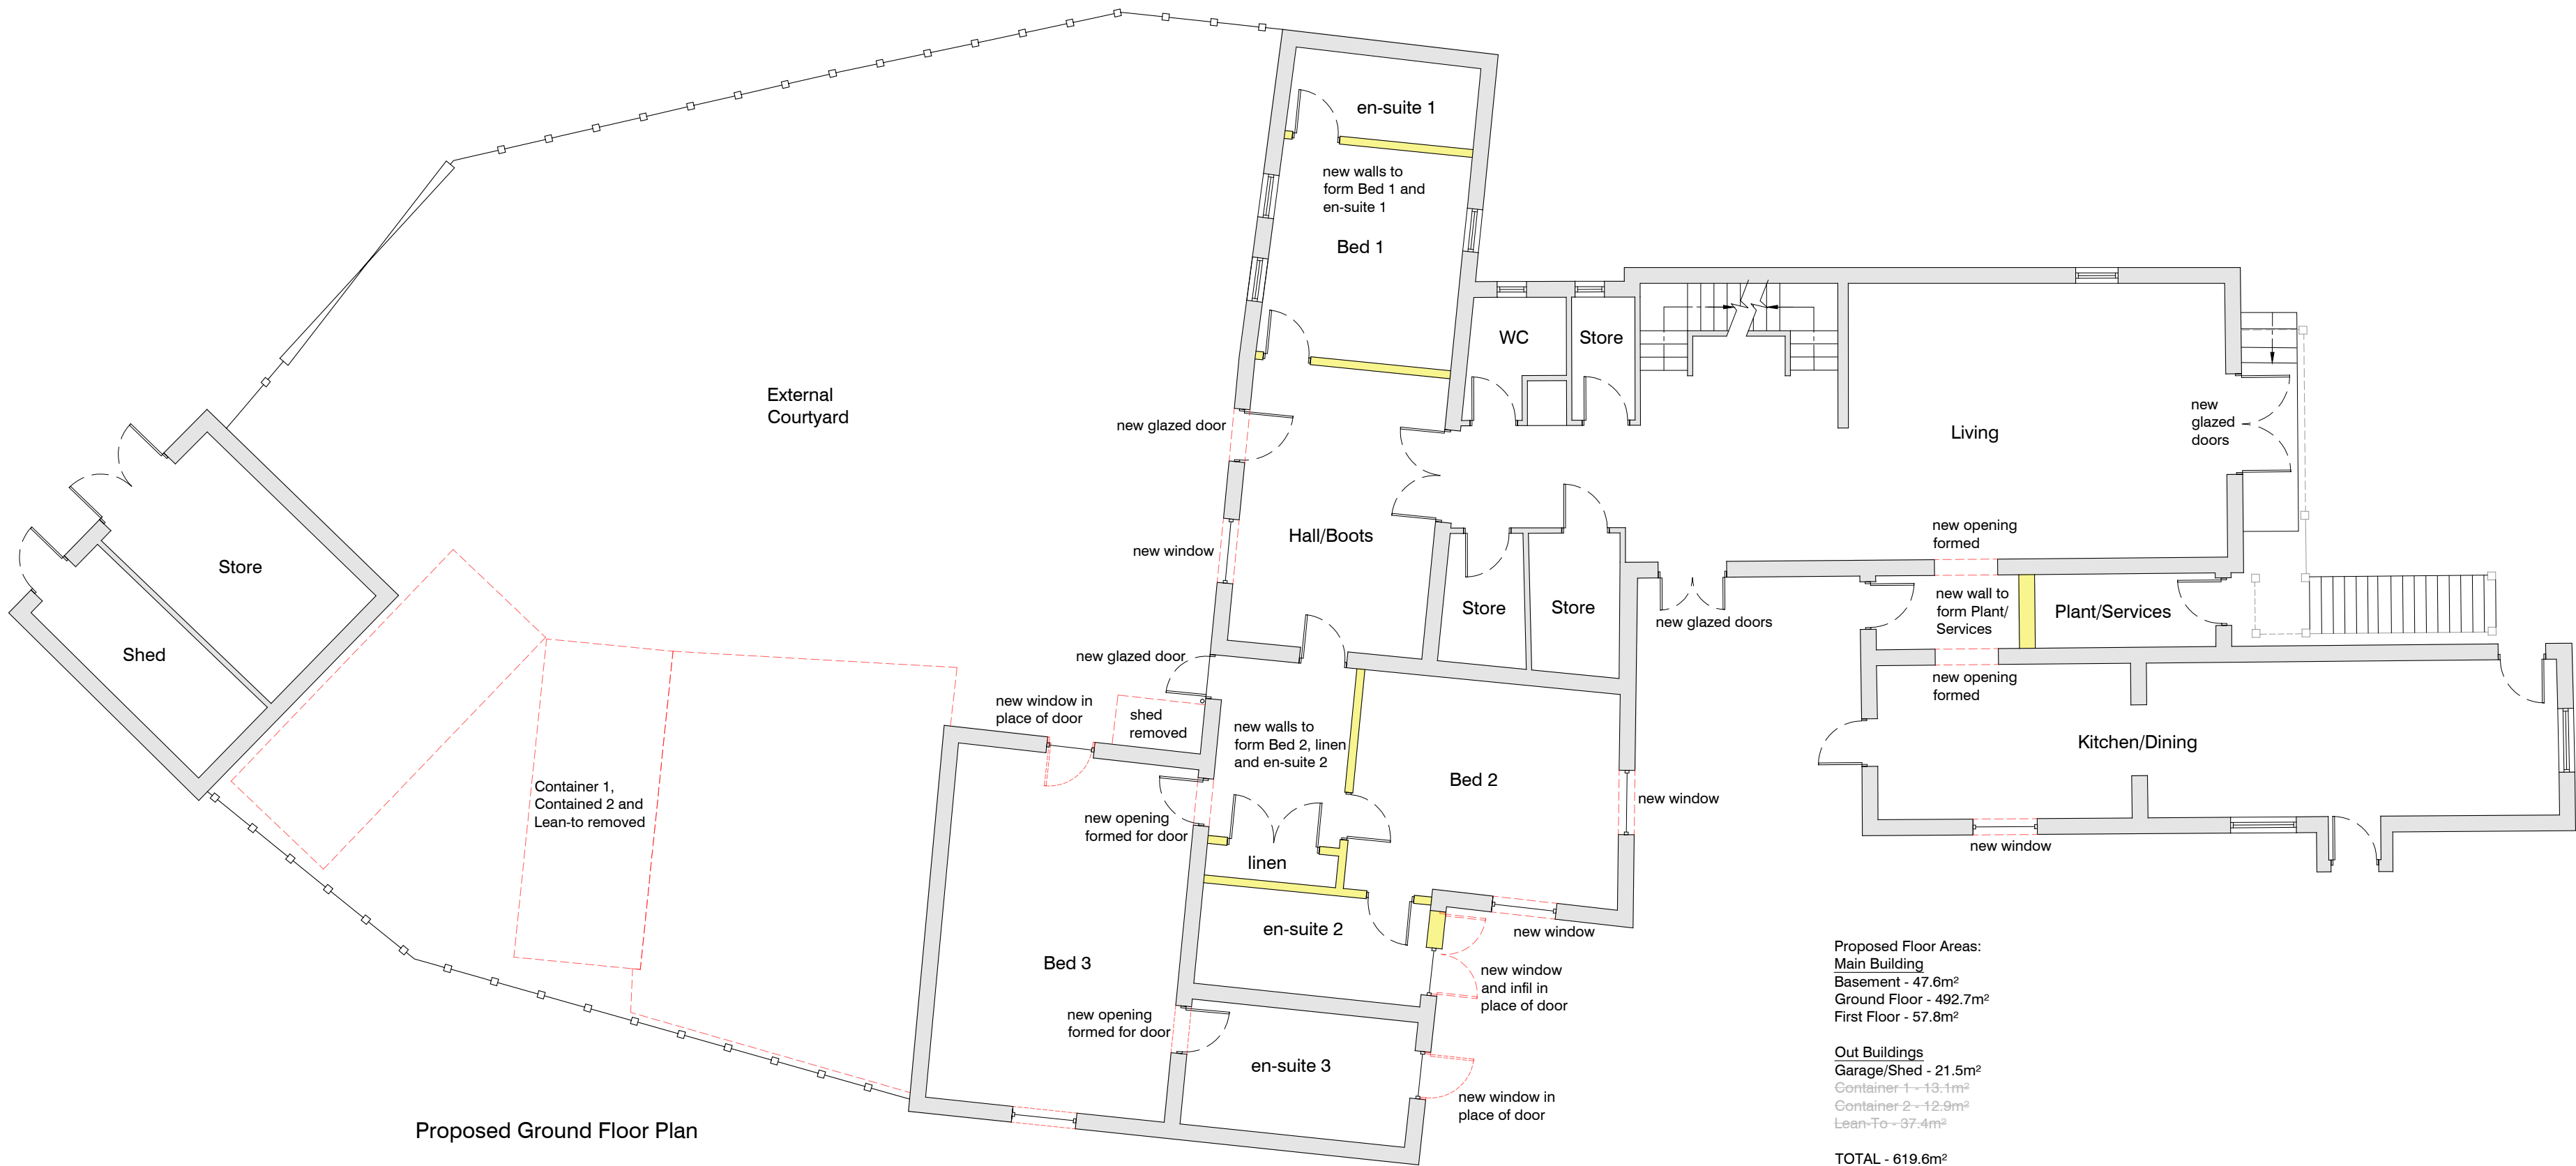 en-suite 1
new walls to
form Bed 1 and
en-suite 1
Bed 1
WC
Store
External
Courtyard
new glazed door
new
glazed
doors
Living
new opening
formed
Hall/Boots
new window
Store
Store
Store
new wall to
form Plant/
Services
Plant/Services
new glazed doors
Shed
new glazed door
new opening
formed
new window in
place of door
shed
removed
new walls to
form Bed 2, linen
and en-suite 2
Kitchen/Dining
Bed 2
Container 1,
Contained 2 and
Lean-to removed
new window
new opening
formed for door
new window
linen
en-suite 2
new window
Bed 3
new window
and infil in
place of door
new opening
formed for door
en-suite 3
new window in
place of door
Proposed Ground Floor Plan
Proposed Floor Areas:
Main Building
Basement - 47.6m²
Ground Floor - 492.7m²
First Floor - 57.8m²
Out Buildings
Garage/Shed - 21.5m²
Container 1 - 13.1m²
Container 2 - 12.9m²
Lean-To - 37.4m²
TOTAL - 619.6m²